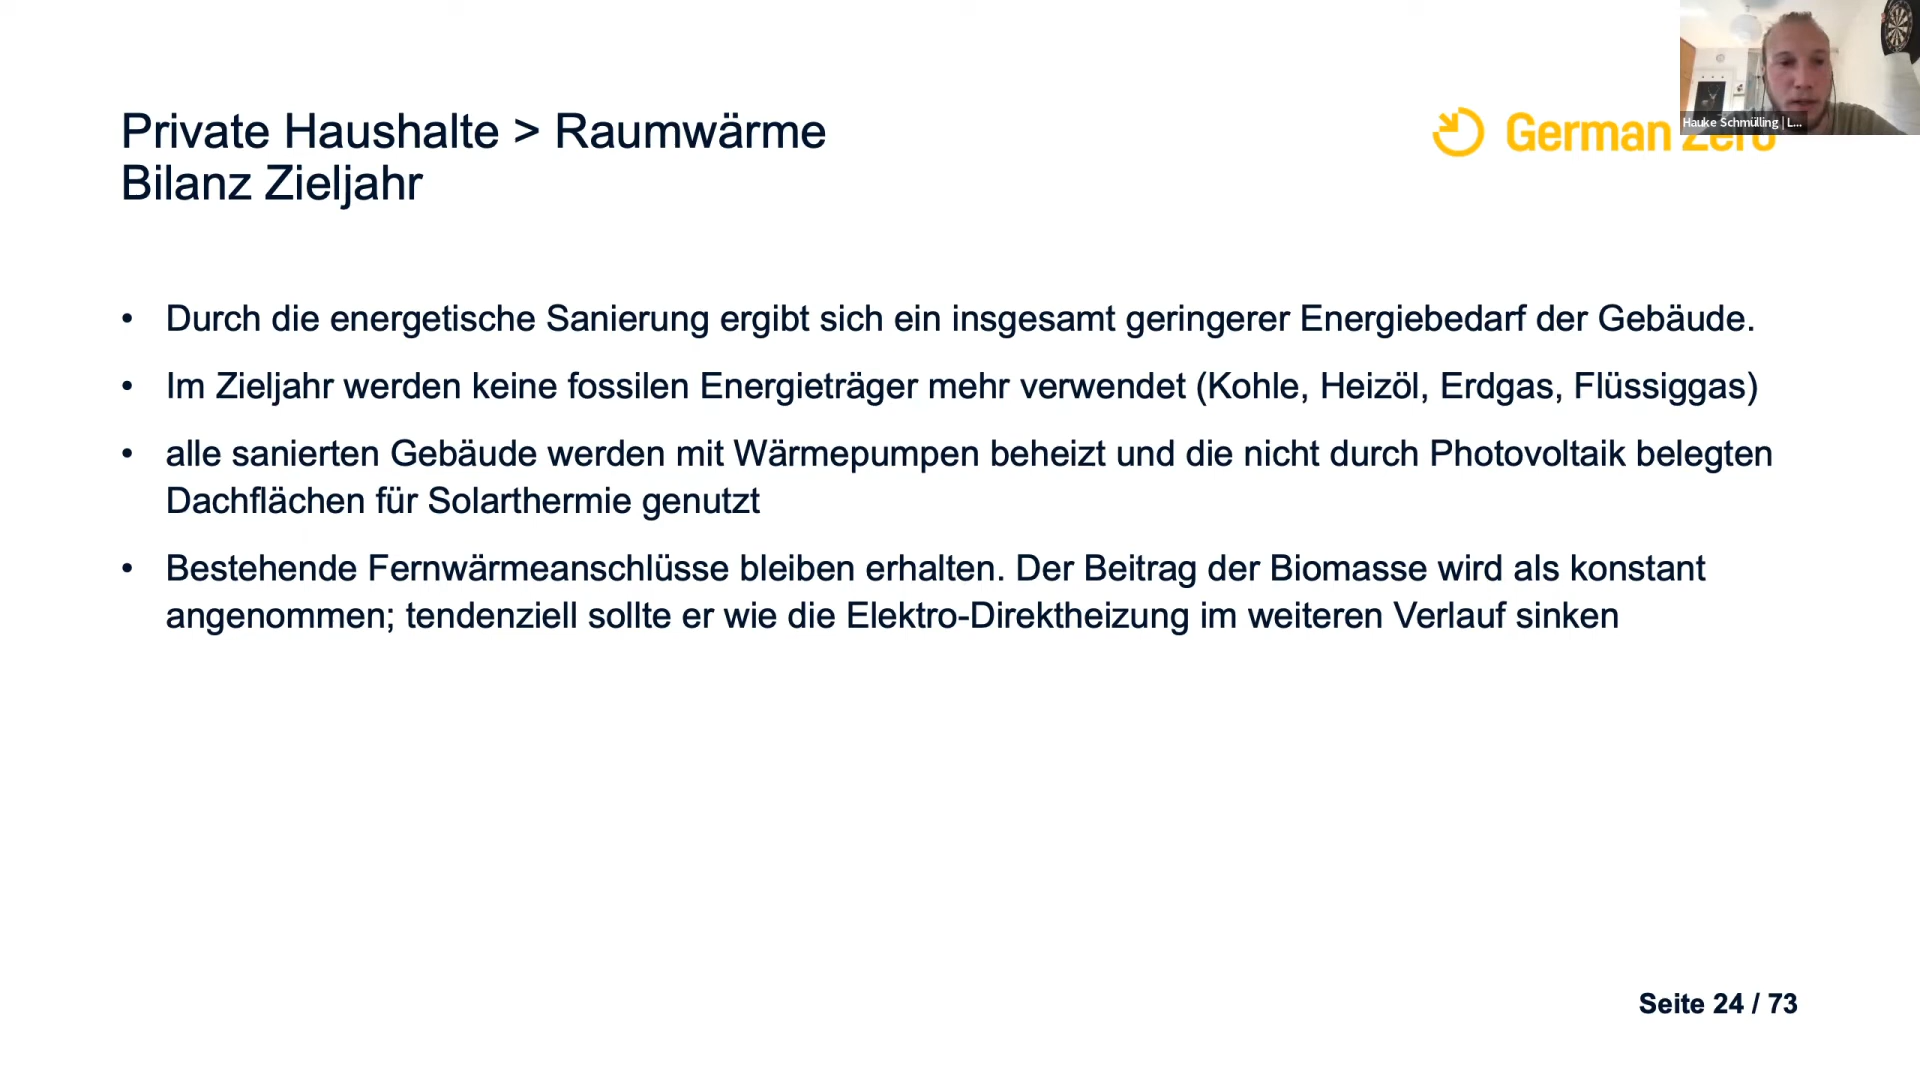 Private Haushalte > Raumwärme
Bilanz Zieljahr
German Zero
Hauke Schmülling | L...
• Durch die energetische Sanierung ergibt sich ein insgesamt geringerer Energiebedarf der Gebäude.
• Im Zieljahr werden keine fossilen Energieträger mehr verwendet (Kohle, Heizöl, Erdgas, Flüssiggas)
• alle sanierten Gebäude werden mit Wärmepumpen beheizt und die nicht durch Photovoltaik belegten
Dachflächen für Solarthermie genutzt
• Bestehende Fernwärmeanschlüsse bleiben erhalten. Der Beitrag der Biomasse wird als konstant
angenommen; tendenziell sollte er wie die Elektro-Direktheizung im weiteren Verlauf sinken
Seite 24 / 73